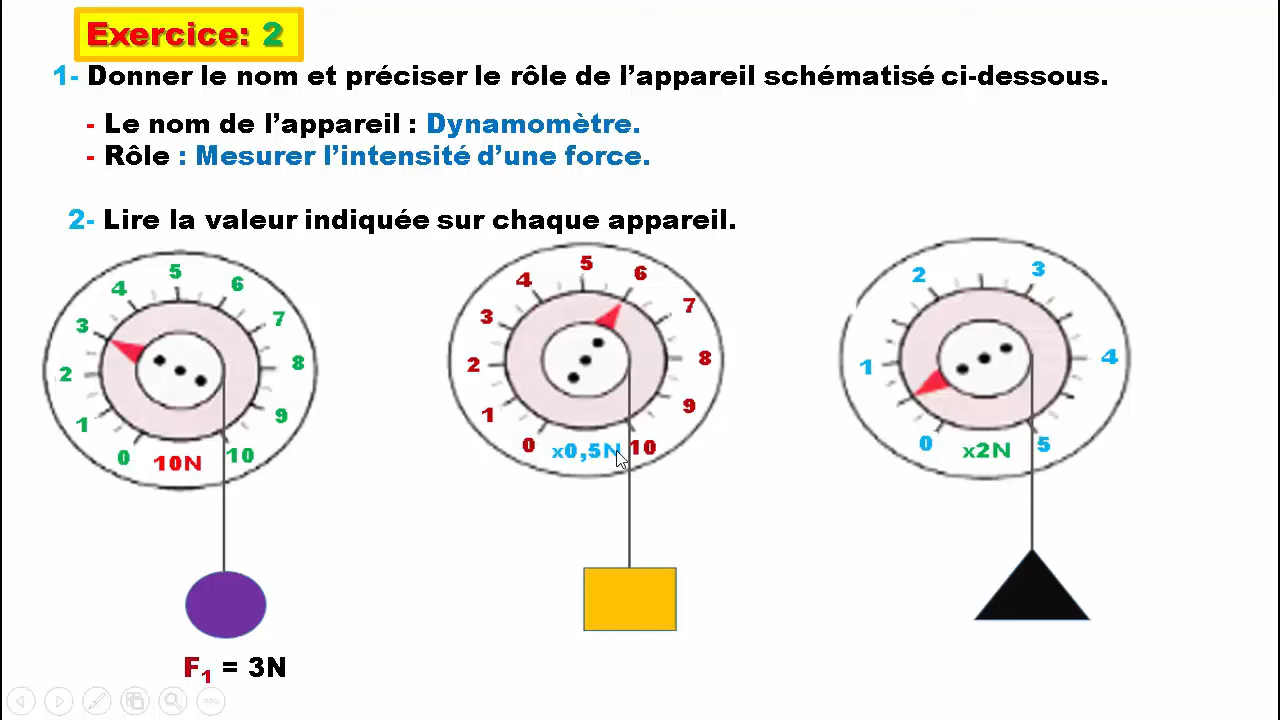 Exercice: 2
1- Donner le nom et préciser le rôle de l’appareil schématisé ci-dessous.
- Le nom de l’appareil : Dynamomètre.
- Rôle : Mesurer l’intensité d’une force.
2- Lire la valeur indiquée sur chaque appareil.
0 1 2 3 4 5 6 7 8 9 10
10N
0 1 2 3 4 5 6 7 8 9 10
x0,5N
0 1 2 3 4 5
x2N
F1 = 3N